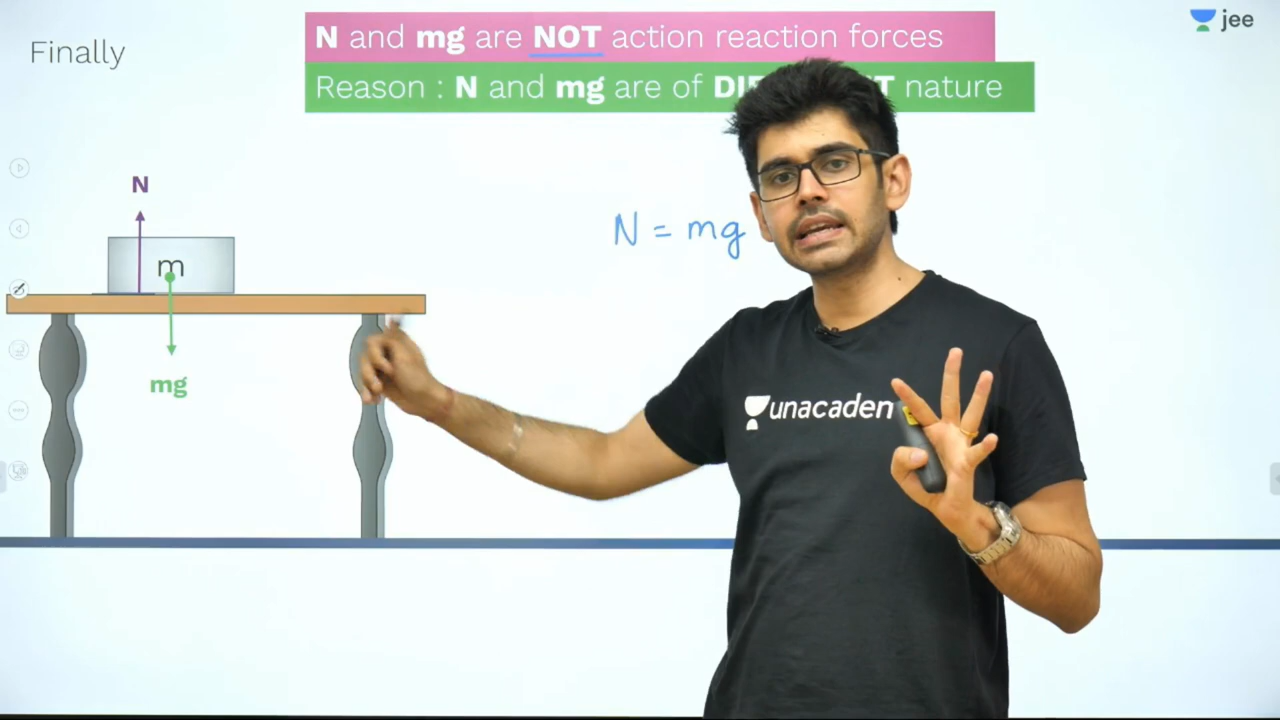 Finally
N and mg are NOT action reaction forces
jee
Reason : N and mg are of nature
N
N = mg
m
mg
unacaden